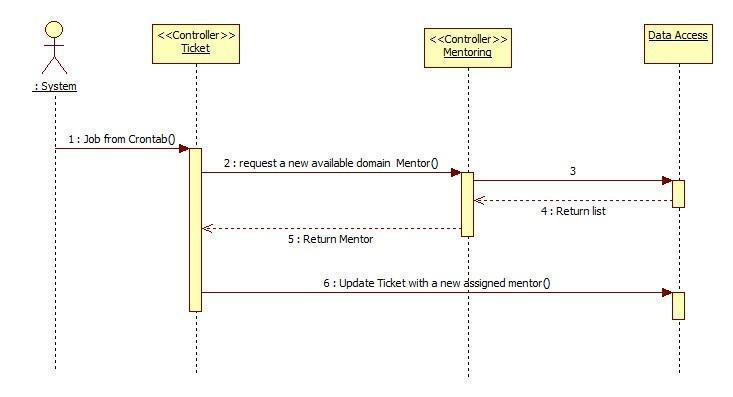 <<Controller>>
Ticket
<<Controller>>
Mentoring
Data Access
: System
1 : Job from Crontab()
2 : request a new available domain  Mentor()
3
4 : Return list
5 : Return Mentor
6 : Update Ticket with a new assigned mentor()